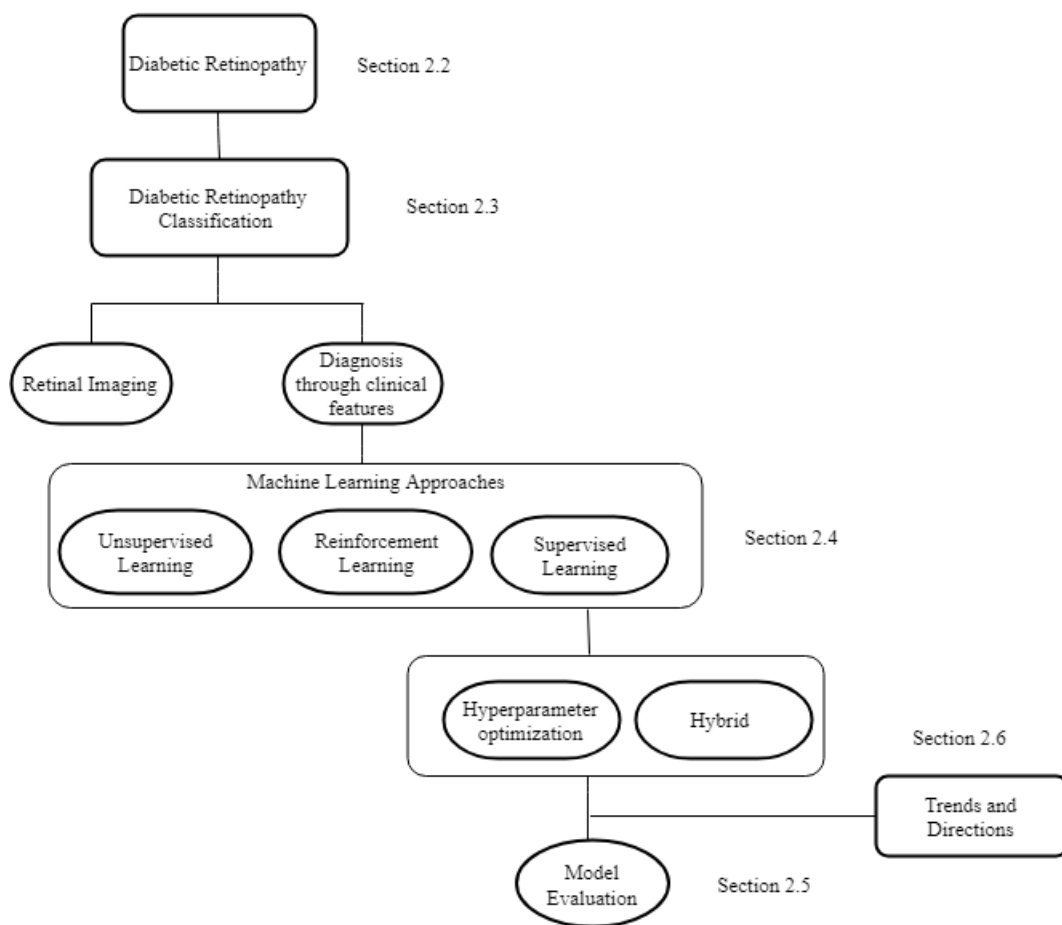 Diabetic Retinopathy
Section 2.2
Diabetic Retinopathy
Classification
Section 2.3
Retinal Imaging
Diagnosis
through clinical
features
Machine Learning Approaches
Unsupervised
Learning
Reinforcement
Learning
Supervised
Learning
Section 2.4
Hyperparameter
optimization
Hybrid
Section 2.6
Trends and
Directions
Model
Evaluation
Section 2.5